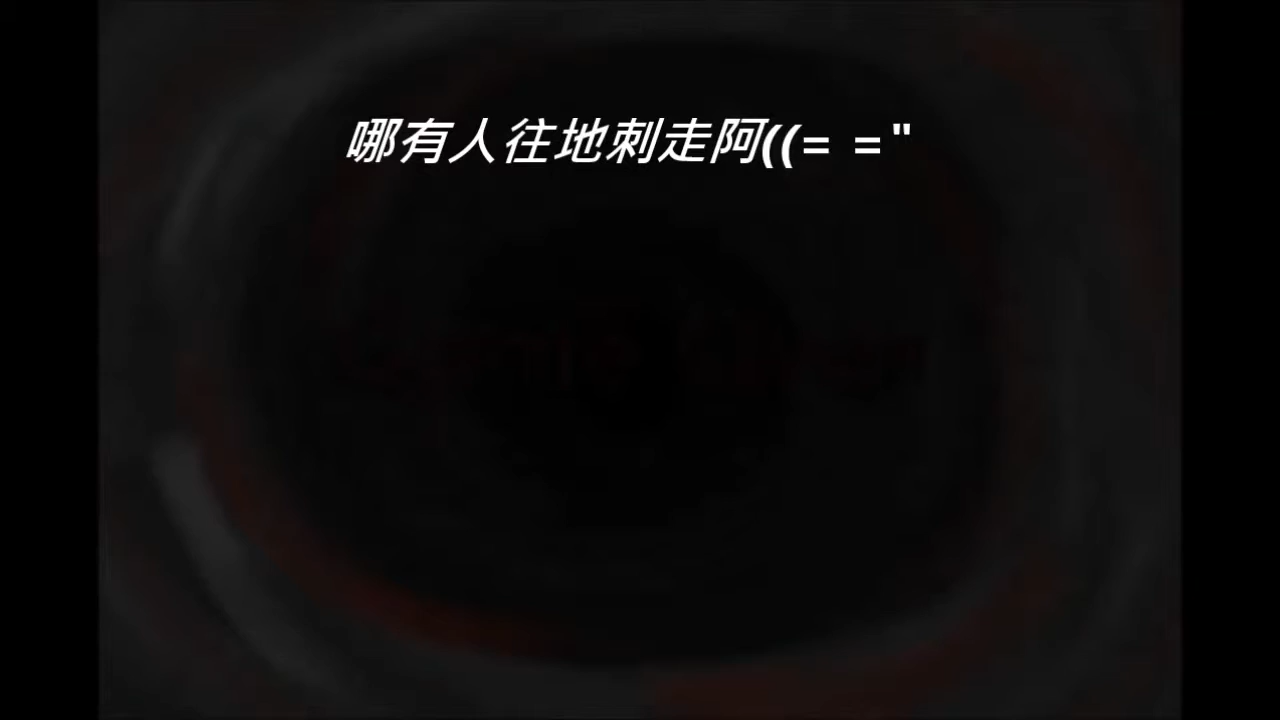 哪有人往地刺走阿((= ="